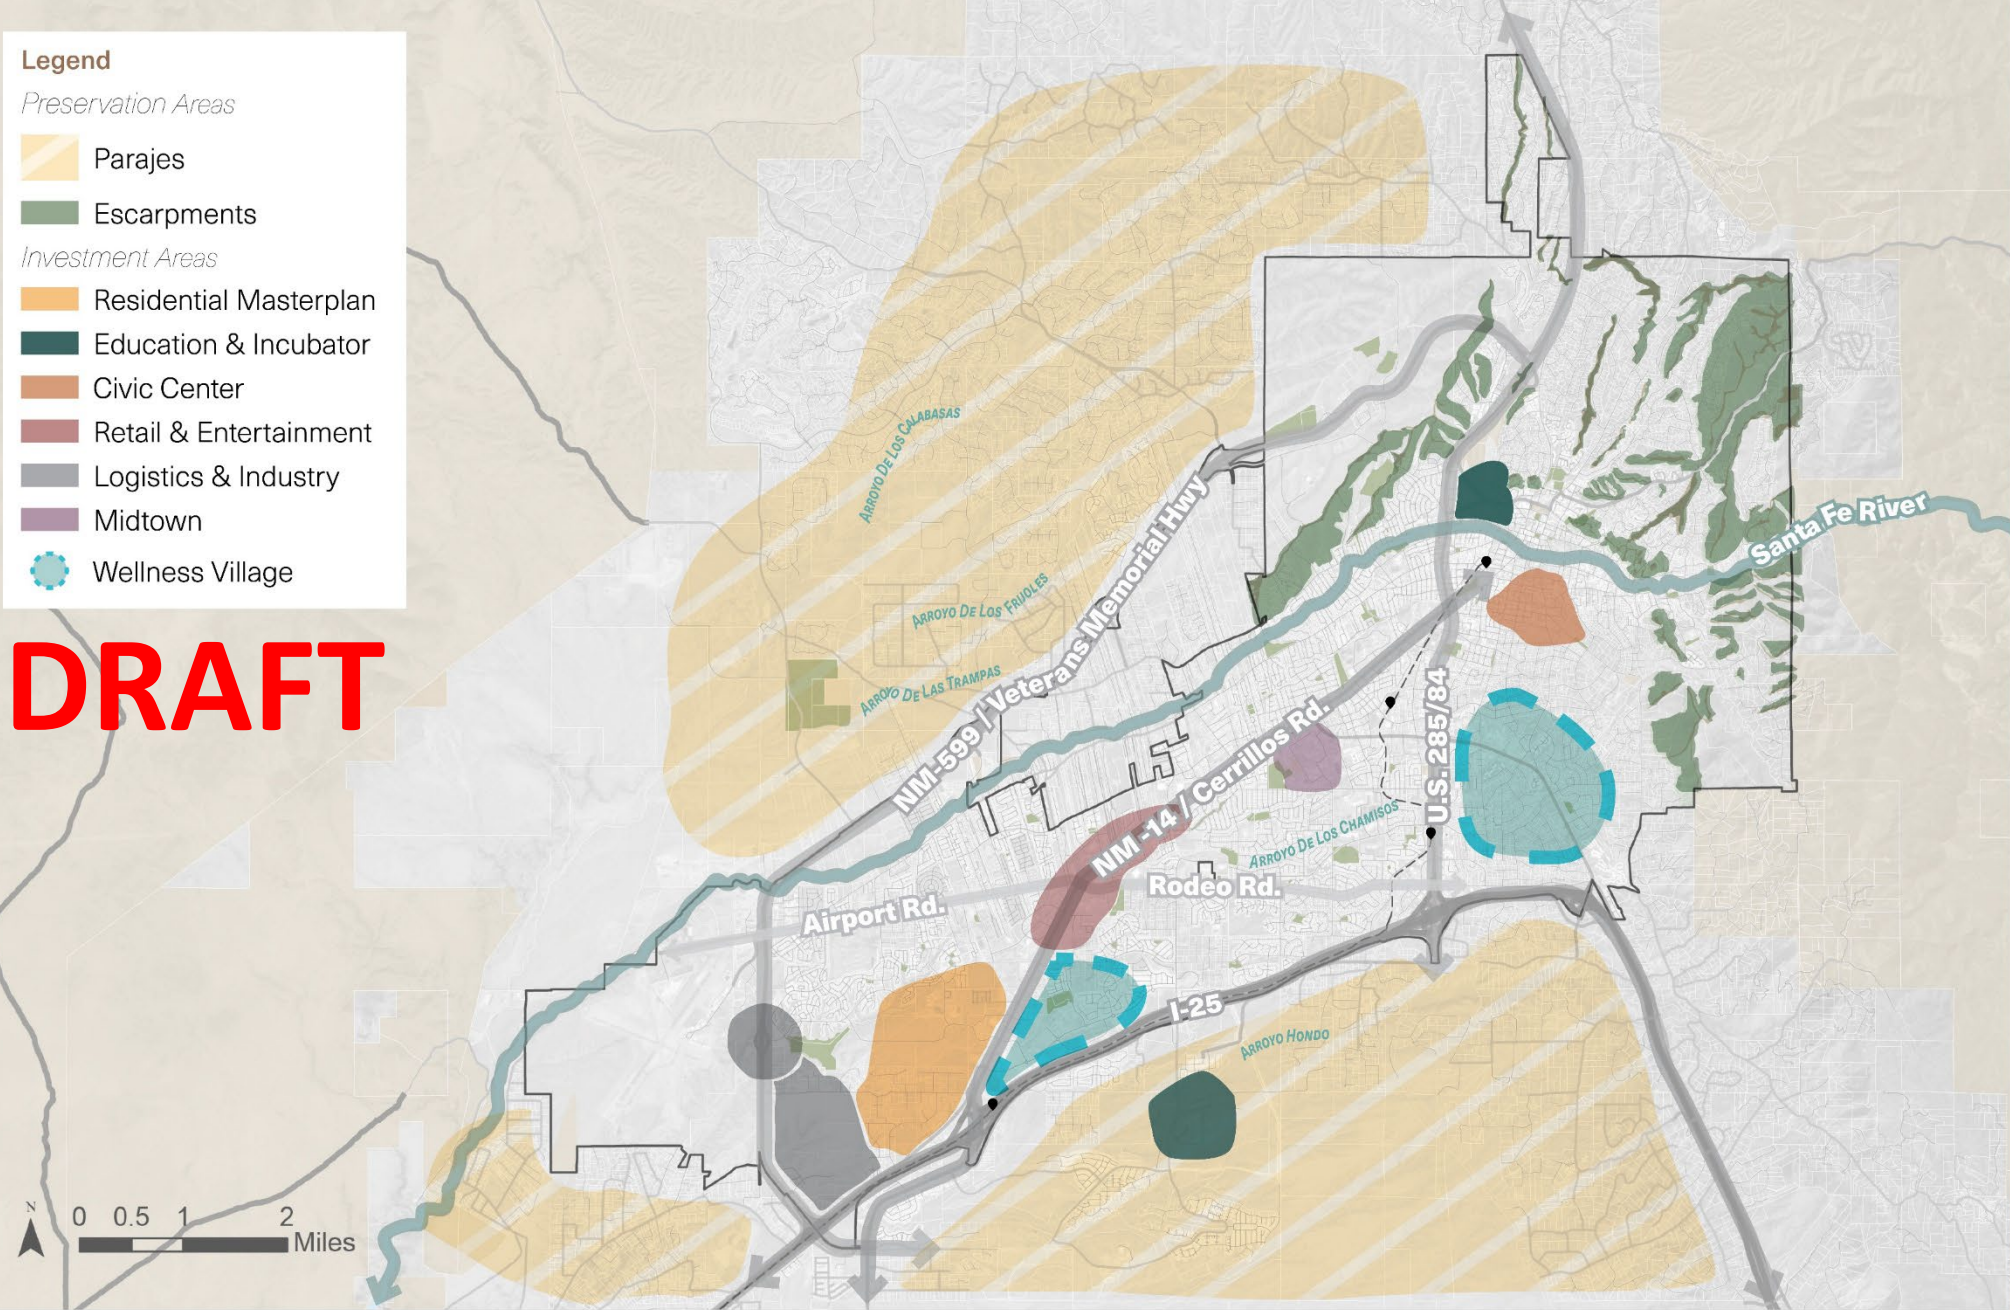 Legend
Preservation Areas
Parajes
Escarpments
Investment Areas
Residential Masterplan
Education & Incubator
Civic Center
Retail & Entertainment
Logistics & Industry
Midtown
Wellness Village
DRAFT
ARROYO DE LOS CALABASAS
NM-599 / Veterans Memorial Hwy
Santa Fe River
ARROYO DE LOS FRIJOLES
ARROYO DE LAS TRAMPAS
U.S. 285/84
NM-14 / Cerrillos Rd.
ARROYO DE LOS CHAMISOS
Rodeo Rd.
Airport Rd.
I-25
ARROYO HONDO
N
0 0.5 1 2
Miles